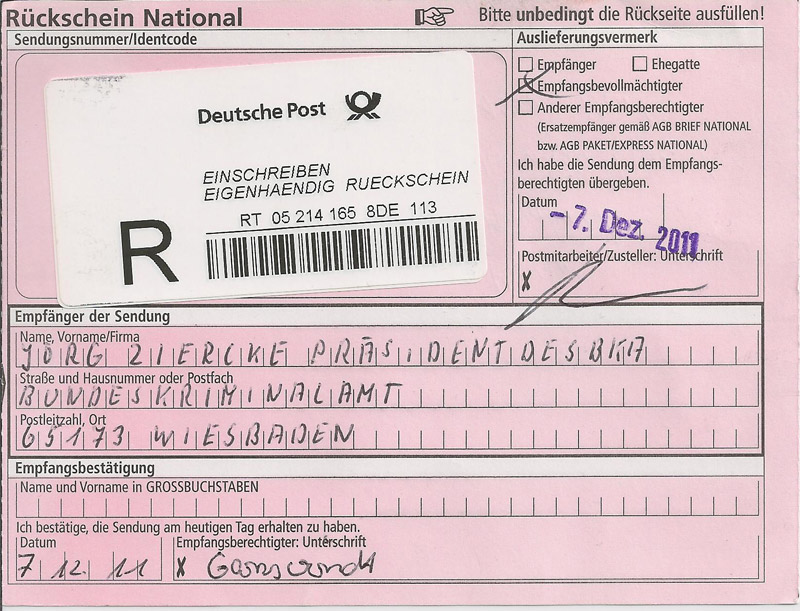 Rückschein National
Bitte unbedingt die Rückseite ausfüllen!
Sendungsnummer/Identcode
Deutsche Post
EINSCHREIBEN
EIGENHAENDIG RUECKSCHEIN
R
RT 05 214 165 8DE 113
Auslieferungsvermerk
Empfänger
Ehegatte
Empfangsbevollmächtigter
Anderer Empfangsberechtigter
(Ersatzempfänger gemäß AGB BRIEF NATIONAL
bzw. AGB PAKET/EXPRESS NATIONAL)
Ich habe die Sendung dem Empfangs-
berechtigten übergeben.
Datum
-7. Dez. 2011
Postmitarbeiter/Zusteller: Unterschrift
X
Empfänger der Sendung
Name, Vorname/Firma
JÖRG ZIERCKE PRÄSIDENT DES BKA
Straße und Hausnummer oder Postfach
BUNDESKRIMINALAMT
Postleitzahl, Ort
65173 WIESBADEN
Empfangsbestätigung
Name und Vorname in GROSSBUCHSTABEN
Ich bestätige, die Sendung am heutigen Tag erhalten zu haben.
Datum
7 12. 11
Empfangsberechtigter: Unterschrift
X